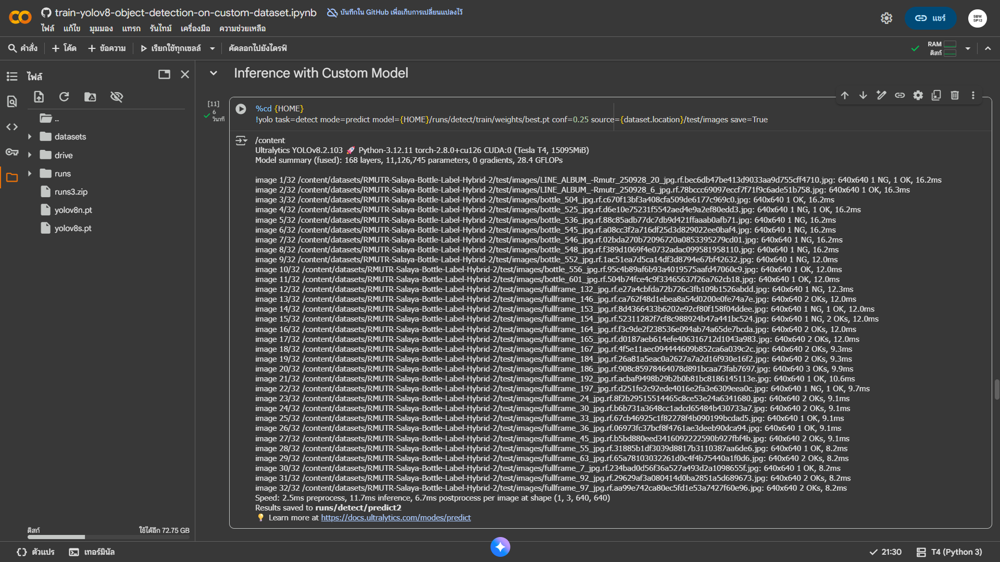 train-yolov8-object-detection-on-custom-dataset.ipynb
บันทึกใน GitHub เพื่อเก็บการเปลี่ยนแปลงไว้
ไฟล์ แก้ไข มุมมอง แทรก รันไทม์ เครื่องมือ ความช่วยเหลือ
แชร์
SBW
SP12
คำสั่ง + โค้ด + ข้อความ เรียกใช้ทุกเซลล์ คัดลอกไปยังไดรฟ์
RAM
ดิสก์
ไฟล์
..
datasets
drive
runs
runs3.zip
yolov8n.pt
yolov8s.pt
ดิสก์ ใช้ได้อีก 72.75 GB
Inference with Custom Model
[11]
6
วินาที
%cd {HOME}
!yolo task=detect mode=predict model={HOME}/runs/detect/train/weights/best.pt conf=0.25 source={dataset.location}/test/images save=True
/content
Ultralytics YOLOv8.2.103 🚀 Python-3.12.11 torch-2.8.0+cu126 CUDA:0 (Tesla T4, 15095MiB)
Model summary (fused): 168 layers, 11,126,745 parameters, 0 gradients, 28.4 GFLOPs
image 1/32 /content/datasets/RMUTR-Salaya-Bottle-Label-Hybrid-2/test/images/LINE_ALBUM_-Rmutr_250928_20_jpg.rf.bec6db47be413d9033aa9d755cff4710.jpg: 640x640 1 NG, 1 OK, 16.2ms
image 2/32 /content/datasets/RMUTR-Salaya-Bottle-Label-Hybrid-2/test/images/LINE_ALBUM_-Rmutr_250928_6_jpg.rf.78bccc69097eccf7f71f9c6ade51b758.jpg: 640x640 1 OK, 16.3ms
image 3/32 /content/datasets/RMUTR-Salaya-Bottle-Label-Hybrid-2/test/images/bottle_504_jpg.rf.c670f13bf3a408cfa509de6177c969c0.jpg: 640x640 1 OK, 16.2ms
image 4/32 /content/datasets/RMUTR-Salaya-Bottle-Label-Hybrid-2/test/images/bottle_525_jpg.rf.d6e10e75231f5542aed4e9a2ef80edd3.jpg: 640x640 1 NG, 1 OK, 16.2ms
image 5/32 /content/datasets/RMUTR-Salaya-Bottle-Label-Hybrid-2/test/images/bottle_536_jpg.rf.88c85adb77dc7db9d421ffaaab0afb71.jpg: 640x640 1 NG, 16.2ms
image 6/32 /content/datasets/RMUTR-Salaya-Bottle-Label-Hybrid-2/test/images/bottle_545_jpg.rf.a08cc3f2a716df25d3d829022ee0baf4.jpg: 640x640 1 NG, 16.2ms
image 7/32 /content/datasets/RMUTR-Salaya-Bottle-Label-Hybrid-2/test/images/bottle_546_jpg.rf.02bda270b72096720a0853395279cd01.jpg: 640x640 1 NG, 16.2ms
image 8/32 /content/datasets/RMUTR-Salaya-Bottle-Label-Hybrid-2/test/images/bottle_548_jpg.rf.f389d1069f4e0732adac099581958110.jpg: 640x640 1 NG, 16.2ms
image 9/32 /content/datasets/RMUTR-Salaya-Bottle-Label-Hybrid-2/test/images/bottle_552_jpg.rf.1ac51ea7d5ca14df3d8794e67bf42632.jpg: 640x640 1 NG, 12.0ms
image 10/32 /content/datasets/RMUTR-Salaya-Bottle-Label-Hybrid-2/test/images/bottle_556_jpg.rf.95c4b89af6b93a4019575aafd47060c9.jpg: 640x640 1 OK, 12.0ms
image 11/32 /content/datasets/RMUTR-Salaya-Bottle-Label-Hybrid-2/test/images/bottle_601_jpg.rf.504b74fce4c9f33465637f26a762cb18.jpg: 640x640 1 OK, 12.0ms
image 12/32 /content/datasets/RMUTR-Salaya-Bottle-Label-Hybrid-2/test/images/fullframe_132_jpg.rf.e27a4cbfda72b726c3fb109b1526abdd.jpg: 640x640 1 NG, 12.3ms
image 13/32 /content/datasets/RMUTR-Salaya-Bottle-Label-Hybrid-2/test/images/fullframe_146_jpg.rf.ca762f48d1ebea8a54d0200e0fe74a7e.jpg: 640x640 2 OKs, 12.0ms
image 14/32 /content/datasets/RMUTR-Salaya-Bottle-Label-Hybrid-2/test/images/fullframe_153_jpg.rf.8d4366433b6202e92cf80f158f04ddee.jpg: 640x640 1 NG, 1 OK, 12.0ms
image 15/32 /content/datasets/RMUTR-Salaya-Bottle-Label-Hybrid-2/test/images/fullframe_154_jpg.rf.52311282f7cf8c988924b47a441bc524.jpg: 640x640 1 NG, 2 OKs, 12.0ms
image 16/32 /content/datasets/RMUTR-Salaya-Bottle-Label-Hybrid-2/test/images/fullframe_164_jpg.rf.f3c9de2f238536e094ab74a65de7bcda.jpg: 640x640 2 OKs, 12.0ms
image 17/32 /content/datasets/RMUTR-Salaya-Bottle-Label-Hybrid-2/test/images/fullframe_165_jpg.rf.d0187aeb614efe406316712d1043a983.jpg: 640x640 2 OKs, 12.0ms
image 18/32 /content/datasets/RMUTR-Salaya-Bottle-Label-Hybrid-2/test/images/fullframe_167_jpg.rf.4f5e11aec094444609b852ca6a039c2c.jpg: 640x640 2 OKs, 9.3ms
image 19/32 /content/datasets/RMUTR-Salaya-Bottle-Label-Hybrid-2/test/images/fullframe_184_jpg.rf.26a81a5eac0a2627a7a2d16f930e16f2.jpg: 640x640 2 OKs, 9.3ms
image 20/32 /content/datasets/RMUTR-Salaya-Bottle-Label-Hybrid-2/test/images/fullframe_186_jpg.rf.908c85978464078d891bcaa73fab7697.jpg: 640x640 3 OKs, 9.9ms
image 21/32 /content/datasets/RMUTR-Salaya-Bottle-Label-Hybrid-2/test/images/fullframe_192_jpg.rf.acbaf9498b29b2b0b81bc8186145113e.jpg: 640x640 1 OK, 10.6ms
image 22/32 /content/datasets/RMUTR-Salaya-Bottle-Label-Hybrid-2/test/images/fullframe_197_jpg.rf.d251fe2c92ede4016e2fa3e6309eea0c.jpg: 640x640 1 NG, 1 OK, 9.7ms
image 23/32 /content/datasets/RMUTR-Salaya-Bottle-Label-Hybrid-2/test/images/fullframe_24_jpg.rf.8f2b29515514465c8ce53e24a6341680.jpg: 640x640 2 OKs, 9.1ms
image 24/32 /content/datasets/RMUTR-Salaya-Bottle-Label-Hybrid-2/test/images/fullframe_30_jpg.rf.b6b731a3648cc1adcd65484b430733a7.jpg: 640x640 2 OKs, 9.1ms
image 25/32 /content/datasets/RMUTR-Salaya-Bottle-Label-Hybrid-2/test/images/fullframe_33_jpg.rf.67cb46925c1f82278f4b090199bcdad5.jpg: 640x640 1 OK, 9.1ms
image 26/32 /content/datasets/RMUTR-Salaya-Bottle-Label-Hybrid-2/test/images/fullframe_36_jpg.rf.06973fc37bcf8f4761ae3deeb90dca94.jpg: 640x640 1 OK, 9.1ms
image 27/32 /content/datasets/RMUTR-Salaya-Bottle-Label-Hybrid-2/test/images/fullframe_45_jpg.rf.b5bd880eed3416092222590b927fbf4b.jpg: 640x640 2 OKs, 9.1ms
image 28/32 /content/datasets/RMUTR-Salaya-Bottle-Label-Hybrid-2/test/images/fullframe_55_jpg.rf.31885b1df3039d8817b3110387aa6de6.jpg: 640x640 1 OK, 8.2ms
image 29/32 /content/datasets/RMUTR-Salaya-Bottle-Label-Hybrid-2/test/images/fullframe_63_jpg.rf.65a78103032261d0c4f4b75440a1f0d6.jpg: 640x640 2 OKs, 8.2ms
image 30/32 /content/datasets/RMUTR-Salaya-Bottle-Label-Hybrid-2/test/images/fullframe_7_jpg.rf.234bad0d56f36a527a493d2a1098655f.jpg: 640x640 1 OK, 8.2ms
image 31/32 /content/datasets/RMUTR-Salaya-Bottle-Label-Hybrid-2/test/images/fullframe_92_jpg.rf.29629af3a080414d0ba2851a5d689673.jpg: 640x640 2 OKs, 8.2ms
image 32/32 /content/datasets/RMUTR-Salaya-Bottle-Label-Hybrid-2/test/images/fullframe_97_jpg.rf.aa99e742ca80ec5fd1e53a7427f60e96.jpg: 640x640 2 OKs, 8.2ms
Speed: 2.5ms preprocess, 11.7ms inference, 6.7ms postprocess per image at shape (1, 3, 640, 640)
Results saved to runs/detect/predict2
💡 Learn more at https://docs.ultralytics.com/modes/predict
ตัวแปร เทอร์มินัล
21:30 T4 (Python 3)